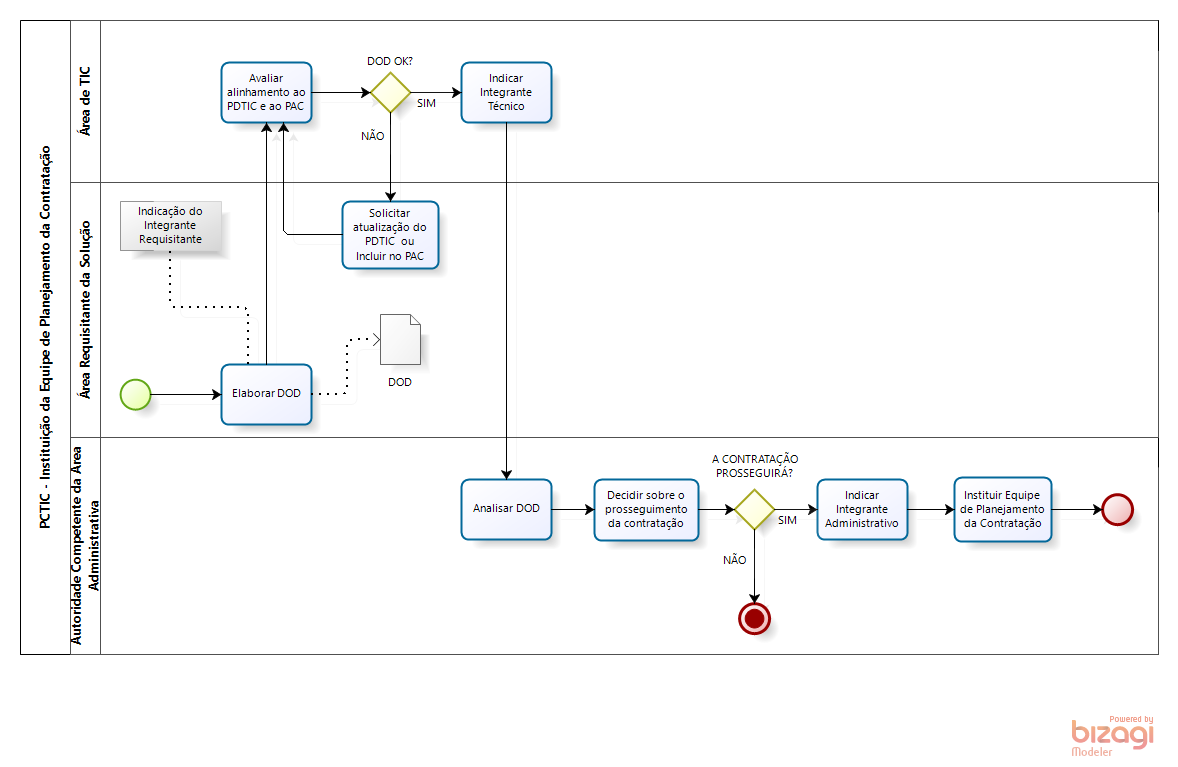 PCTIC - Instituição da Equipe de Planejamento da Contratação
Área de TIC
Avaliar
alinhamento ao
PDTIC e ao PAC
DOD OK?
SIM
NÃO
Indicar
Integrante
Técnico
Área Requisitante da Solução
Indicação do
Integrante
Requisitante
Solicitar
atualização do
PDTIC ou
Incluir no PAC
Elaborar DOD
DOD
Autoridade Competente da Área
Administrativa
Analisar DOD
Decidir sobre o
prosseguimento
da contratação
A CONTRATAÇÃO
PROSSEGUIRÁ?
SIM
NÃO
Indicar
Integrante
Administrativo
Instituir Equipe
de Planejamento
da Contratação
Powered by
bizagi
Modeler